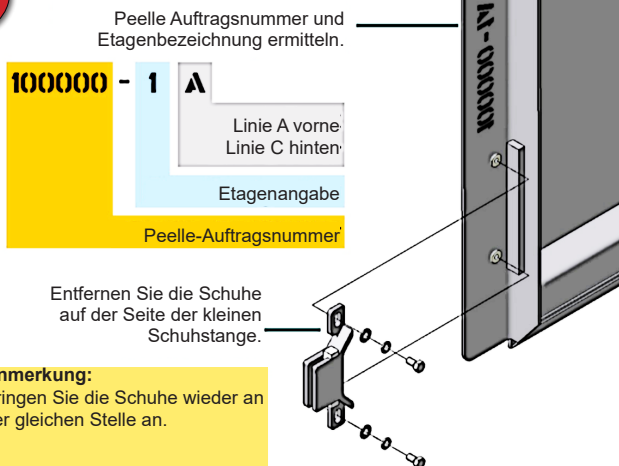 Peelle Auftragsnummer und
Etagenbezeichnung ermitteln.
100000 - 1 A
Linie A vorne
Linie C hinten
Etagenangabe
Peelle-Auftragsnummer
Entfernen Sie die Schuhe
auf der Seite der kleinen
Schuhstange.
nmerkung:
ringen Sie die Schuhe wieder an
er gleichen Stelle an.